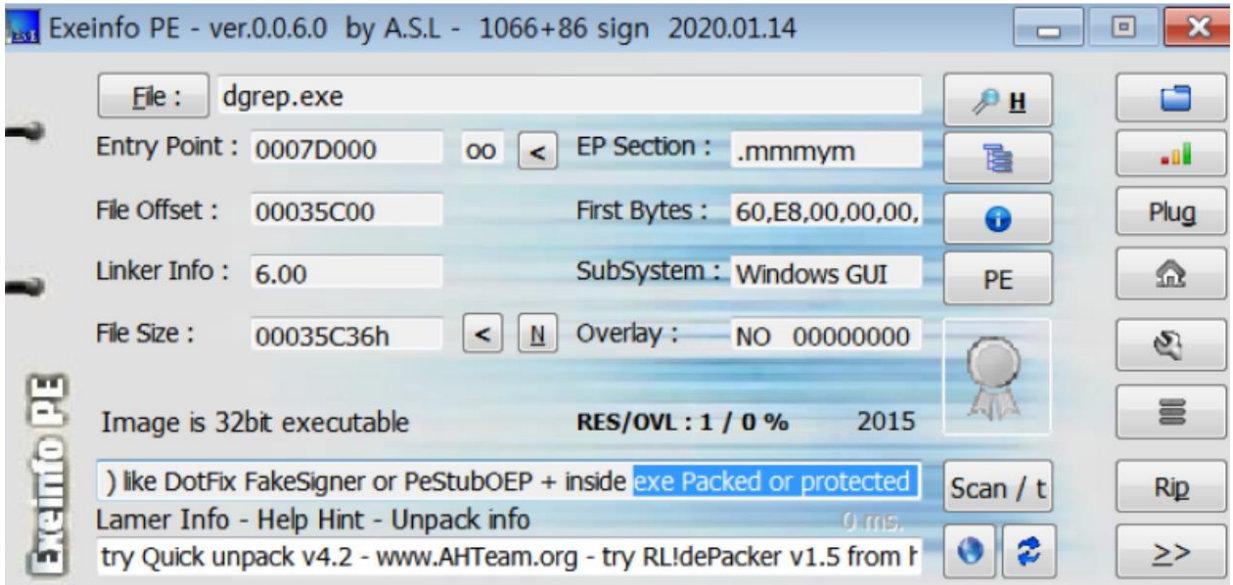 Exeinfo PE - ver.0.0.6.0 by A.S.L - 1066+86 sign 2020.01.14
File : dgrep.exe H
Entry Point : 0007D000 oo < EP Section : .mmmym
File Offset : 00035C00 First Bytes : 60,E8,00,00,00, Plug
Linker Info : 6.00 SubSystem : Windows GUI PE
File Size : 00035C36h < N Overlay : NO 00000000
Image is 32bit executable RES/OVL : 1 / 0 % 2015
Exeinfo PE
) like DotFix FakeSigner or PeStubOEP + inside exe Packed or protected Scan / t Rip
Lamer Info - Help Hint - Unpack info 0 ms.
try Quick unpack v4.2 - www.AHTeam.org - try RL!dePacker v1.5 from h >>